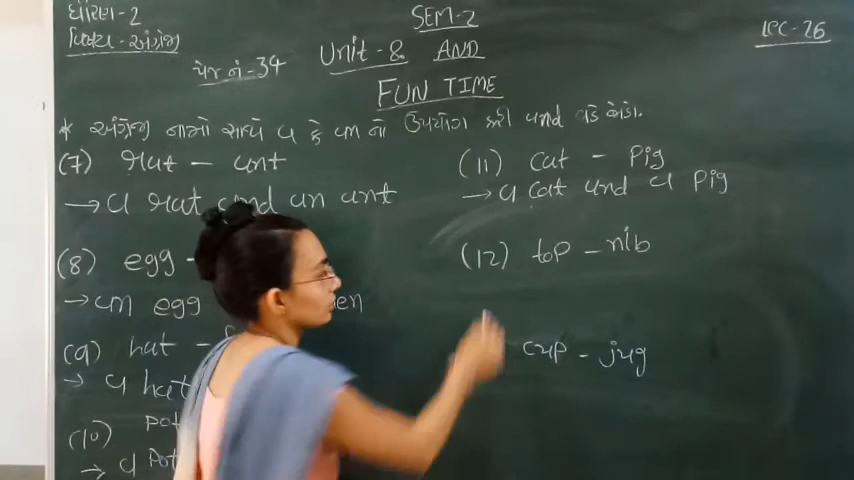 ધોરણ-2
વિષય-અંગ્રેજી
SEM-2
LPC-26
પેજ નં-34
Unit-8 AND
FUN TIME
* અંગ્રેજી નામો સાથે a કે an નો ઉપયોગ કરી and વડે જોડો.
(7) rat - ant
→ a rat and an ant
(8) egg -
→ an egg
(9) hat -
→ a hat
(10) pot
→ a pot
(11) cat - pig
→ a cat and a pig
(12) top - nib
cup - jug